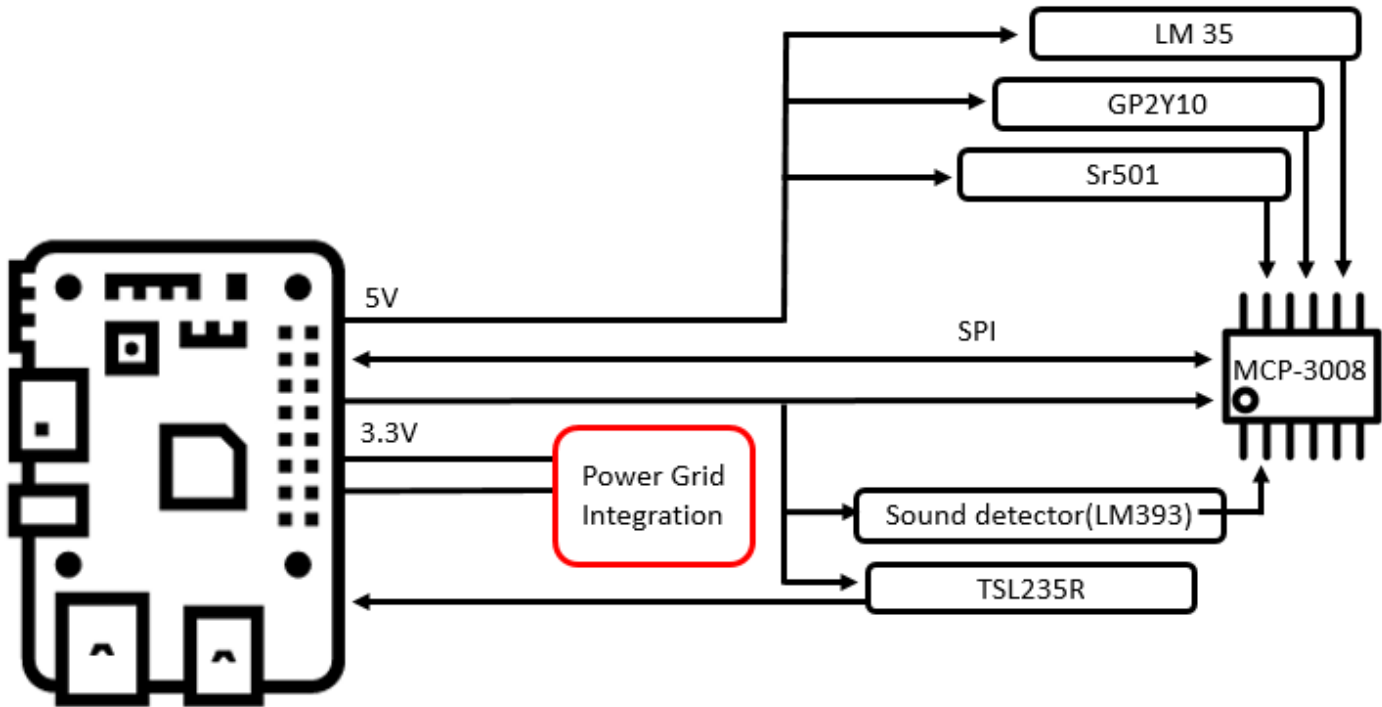 LM 35
GP2Y10
Sr501
5V
SPI
MCP-3008
3.3V
Power Grid
Integration
Sound detector(LM393)
TSL235R